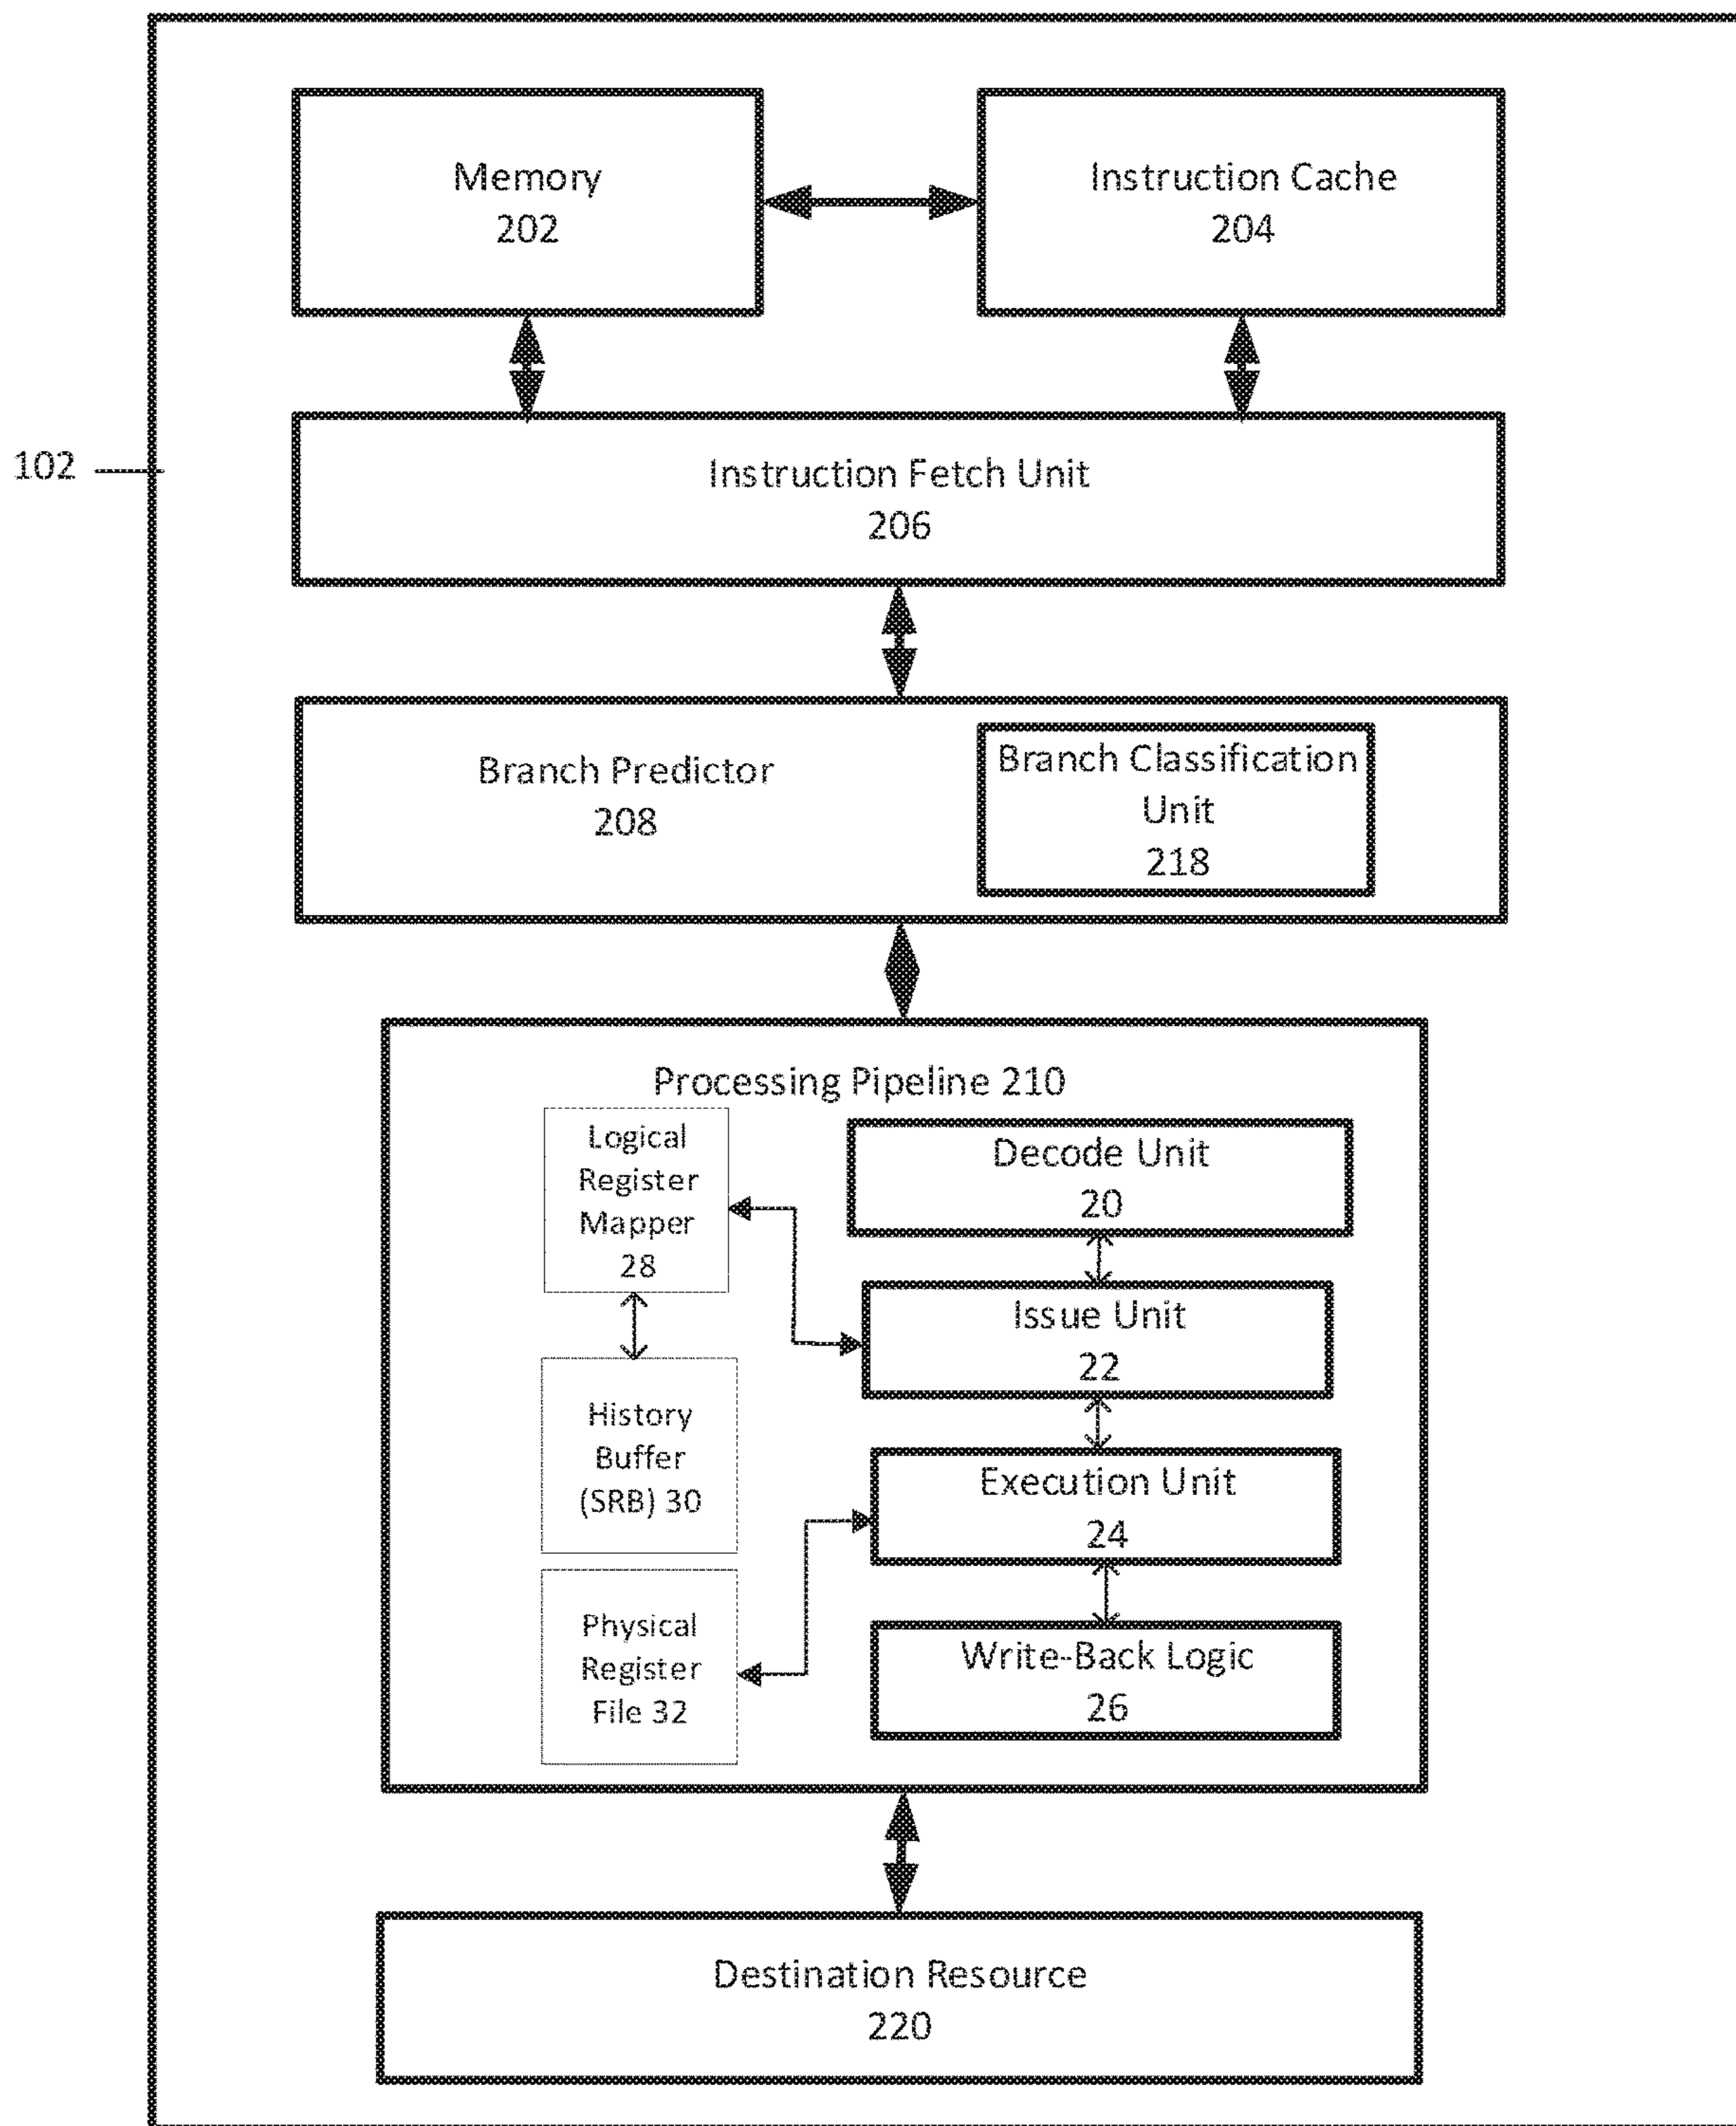 Memory
202
Instruction Cache
204
102
Instruction Fetch Unit
206
Branch Predictor
208
Branch Classification
Unit
218
Processing Pipeline 210
Logical
Register
Mapper
28
Decode Unit
20
Issue Unit
22
History
Buffer
(SRB) 30
Execution Unit
24
Physical
Register
File 32
Write-Back Logic
26
Destination Resource
220